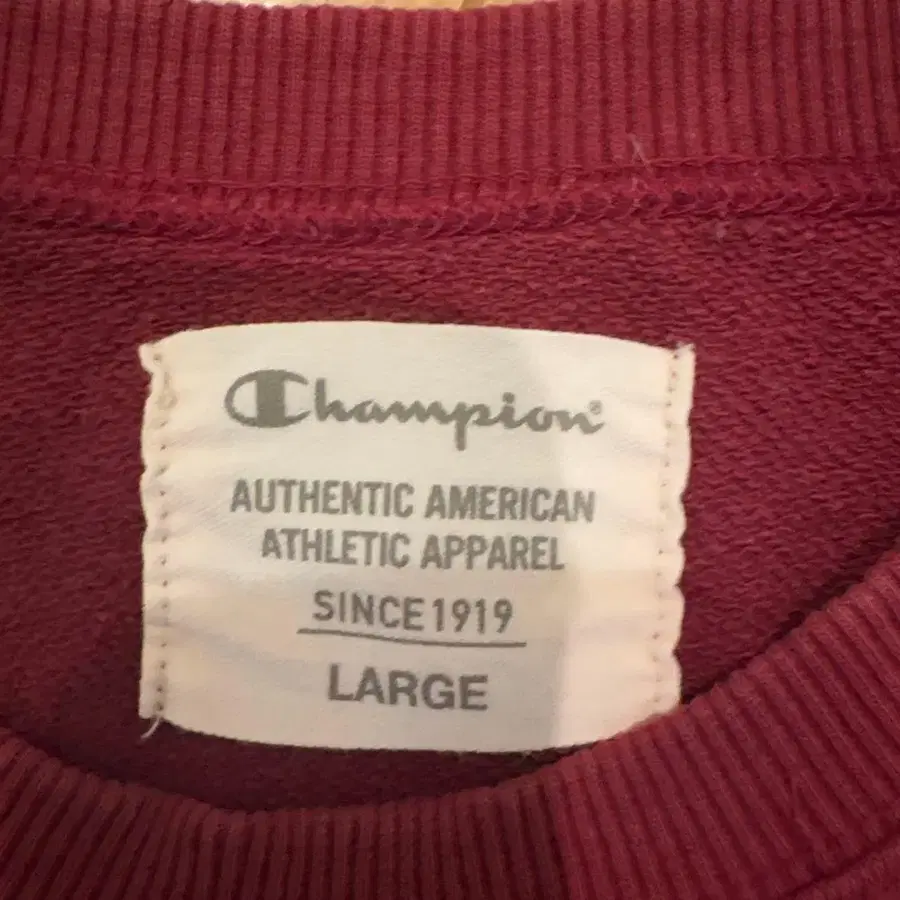 Champion®
AUTHENTIC AMERICAN
ATHLETIC APPAREL
SINCE 1919
LARGE